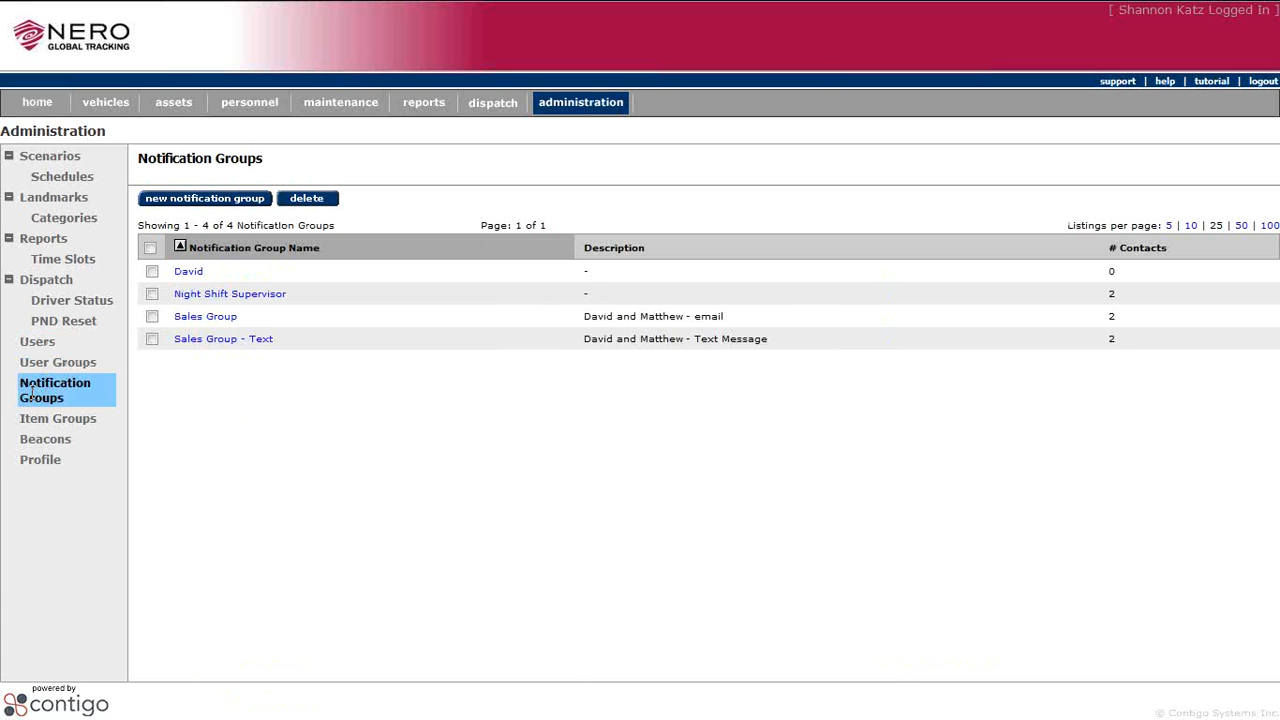 [ Shannon Katz Logged In ]
NERO
GLOBAL TRACKING
support | help | tutorial | logout
home vehicles assets personnel maintenance reports dispatch administration
Administration
Scenarios
Schedules
Landmarks
Categories
Reports
Time Slots
Dispatch
Driver Status
PND Reset
Users
User Groups
Notification
Groups
Item Groups
Beacons
Profile
Notification Groups
new notification group delete
Showing 1 - 4 of 4 Notification Groups Page: 1 of 1 Listings per page: 5 | 10 | 25 | 50 | 100
Notification Group Name Description # Contacts
David - 0
Night Shift Supervisor - 2
Sales Group David and Matthew - email 2
Sales Group - Text David and Matthew - Text Message 2
powered by
contigo
© Contigo Systems Inc.